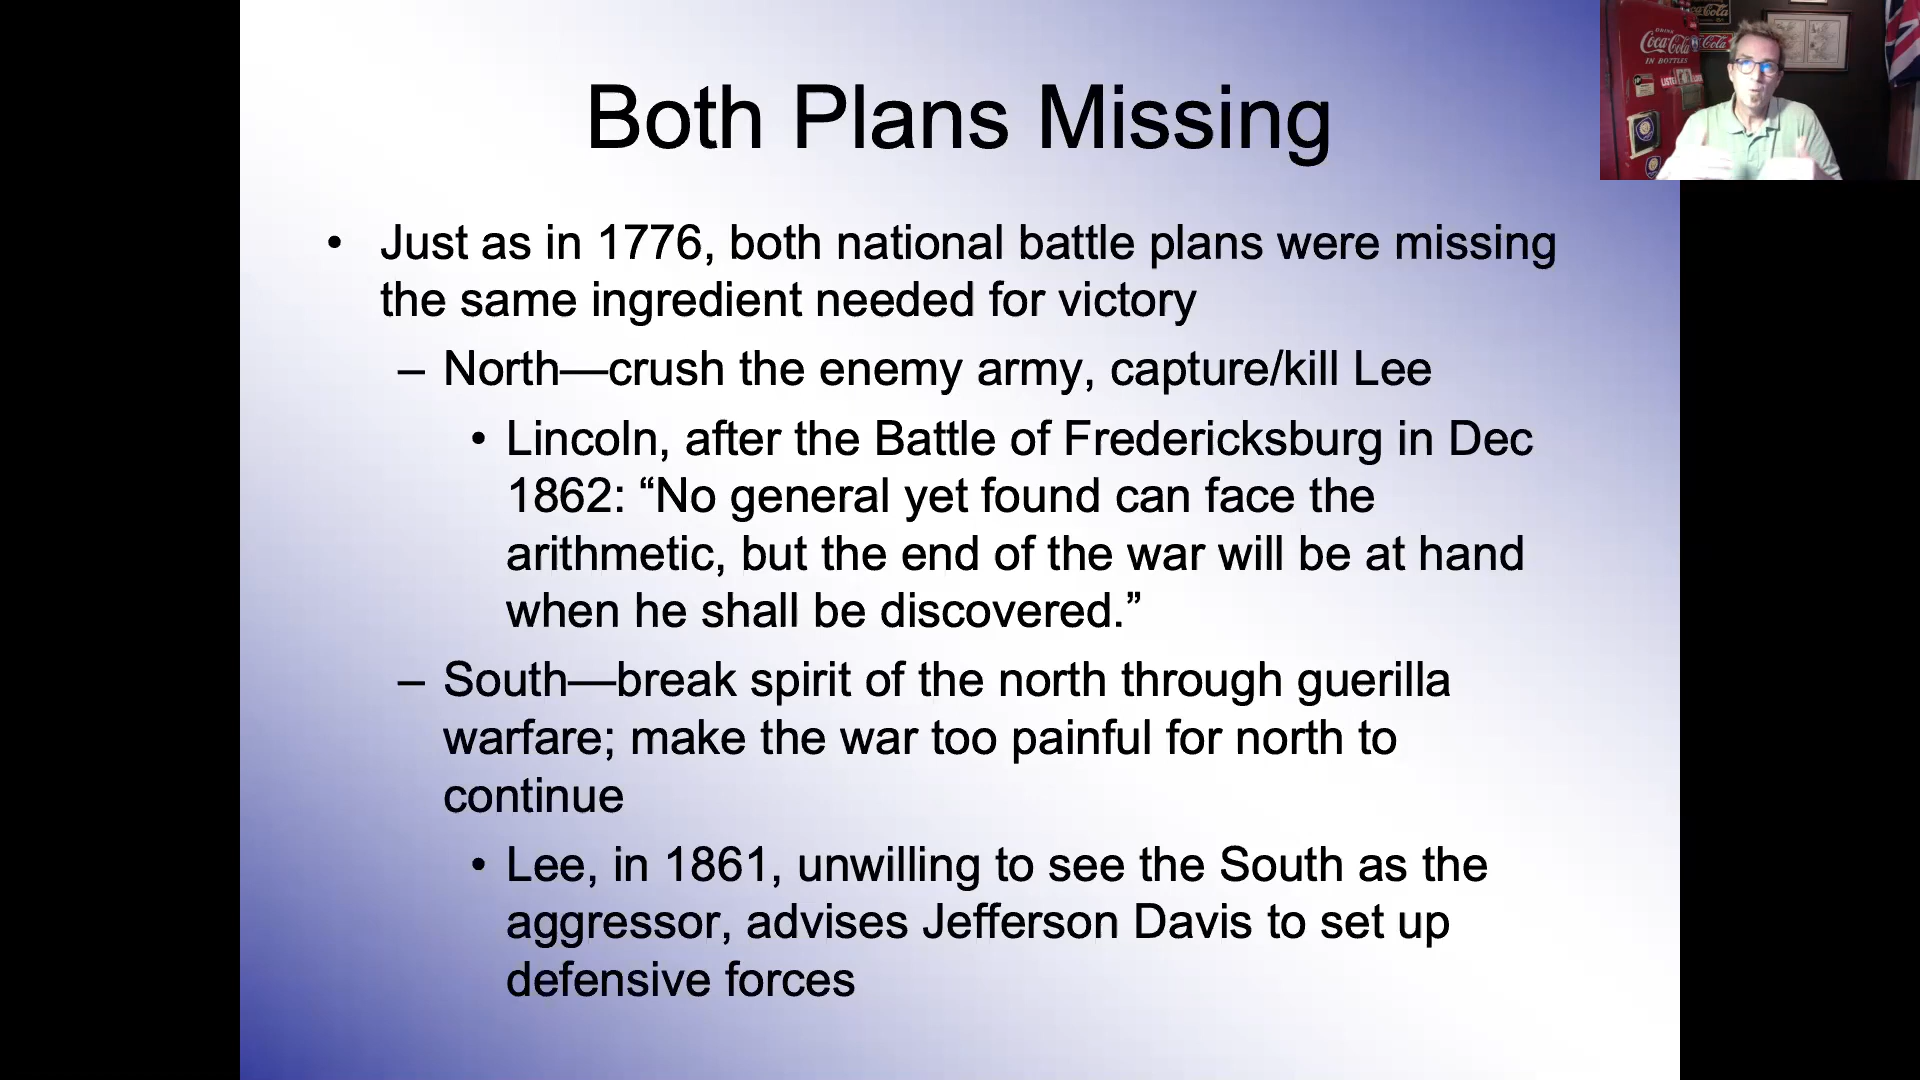 Both Plans Missing
• Just as in 1776, both national battle plans were missing
the same ingredient needed for victory
– North—crush the enemy army, capture/kill Lee
• Lincoln, after the Battle of Fredericksburg in Dec
1862: “No general yet found can face the
arithmetic, but the end of the war will be at hand
when he shall be discovered.”
– South—break spirit of the north through guerilla
warfare; make the war too painful for north to
continue
• Lee, in 1861, unwilling to see the South as the
aggressor, advises Jefferson Davis to set up
defensive forces
DRINK
Coca-Cola
IN BOTTLES